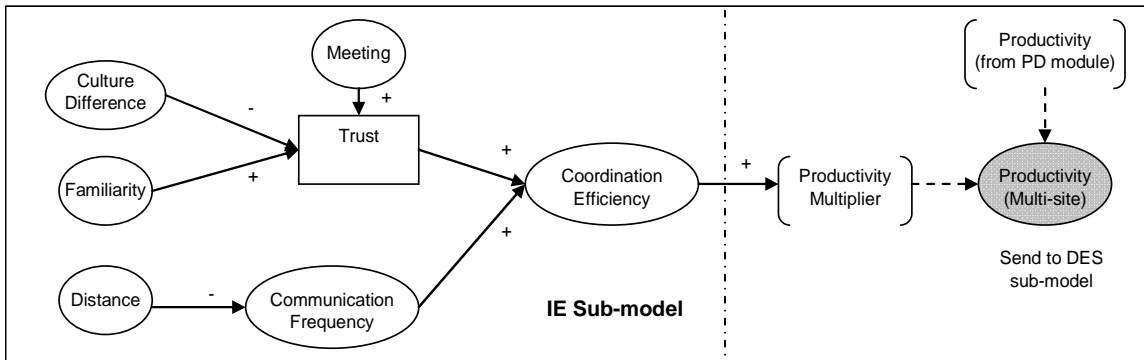 Meeting
+
Culture
Difference
-
Trust
Familiarity
+
+
Coordination
Efficiency
+
Distance
-
Communication
Frequency
IE Sub-model
+
Productivity
Multiplier
Productivity
(from PD module)
Productivity
(Multi-site)
Send to DES
sub-model